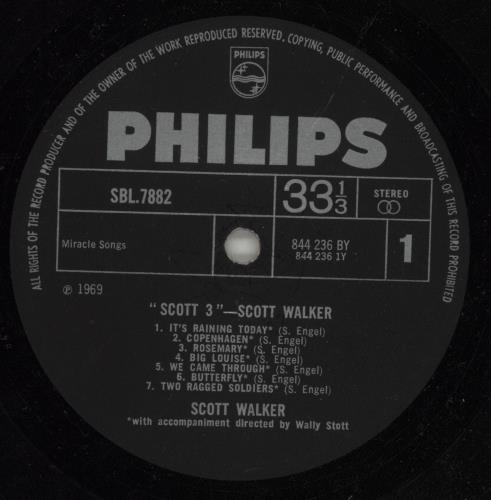 ALL RIGHTS OF THE RECORD PRODUCER AND OF THE OWNER OF THE WORK REPRODUCED RESERVED. COPYING, PUBLIC PERFORMANCE AND BROADCASTING OF THIS RECORD PROHIBITED
PHILIPS
PHILIPS
SBL.7882
33 1/3
STEREO
Miracle Songs
844 236 BY
844 236 1Y
1
℗ 1969
"SCOTT 3"—SCOTT WALKER
1. IT'S RAINING TODAY* (S. Engel)
2. COPENHAGEN* (S. Engel)
3. ROSEMARY* (S. Engel)
4. BIG LOUISE* (S. Engel)
5. WE CAME THROUGH* (S. Engel)
6. BUTTERFLY* (S. Engel)
7. TWO RAGGED SOLDIERS* (S. Engel)
SCOTT WALKER
*with accompaniment directed by Wally Stott